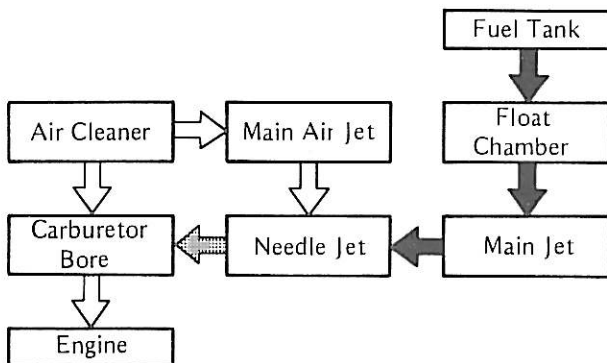 Fuel Tank
Air Cleaner
Main Air Jet
Float
Chamber
Carburetor
Bore
Needle Jet
Main Jet
Engine